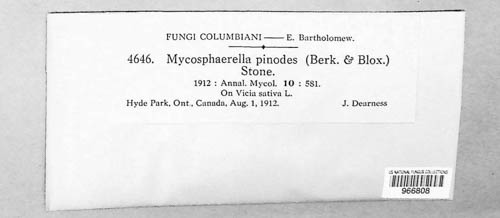 FUNGI COLUMBIANI — E. Bartholomew.
4646. Mycosphaerella pinodes (Berk. & Blox.)
Stone.
1912 : Annal. Mycol. 10 : 581.
On Vicia sativa L.
Hyde Park, Ont., Canada, Aug. 1, 1912. J. Dearness
US NATIONAL FUNGUS COLLECTIONS
966808